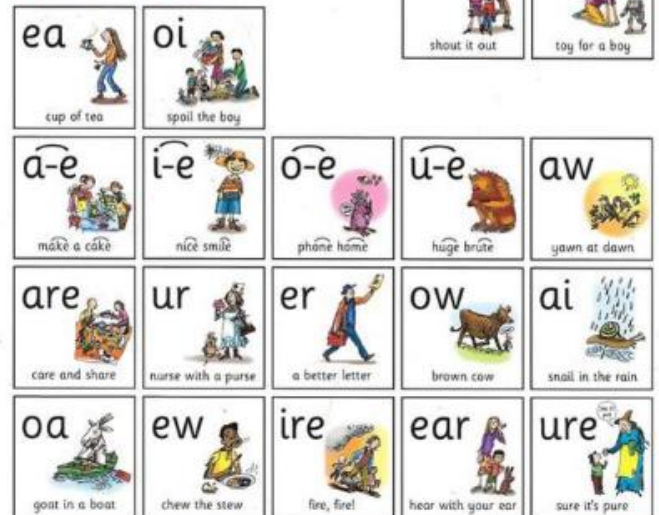 shout it out
toy for a boy
ea
cup of tea
oi
spoil the boy
a-e
make a cake
i-e
nice smile
o-e
phone home
u-e
huge brute
aw
yawn at dawn
are
care and share
ur
nurse with a purse
er
a better letter
ow
brown cow
ai
snail in the rain
oa
goat in a boat
ew
chew the stew
ire
fire, fire!
ear
hear with your ear
ure
sure it's pure